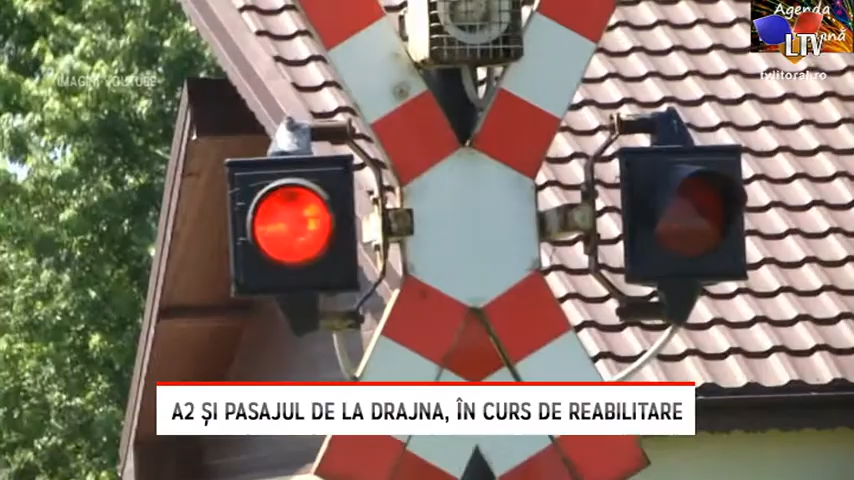 Agenda
LTV
tvlitoral.ro
IMAGINI YOUTUBE
A2 ȘI PASAJUL DE LA DRAJNA, ÎN CURS DE REABILITARE